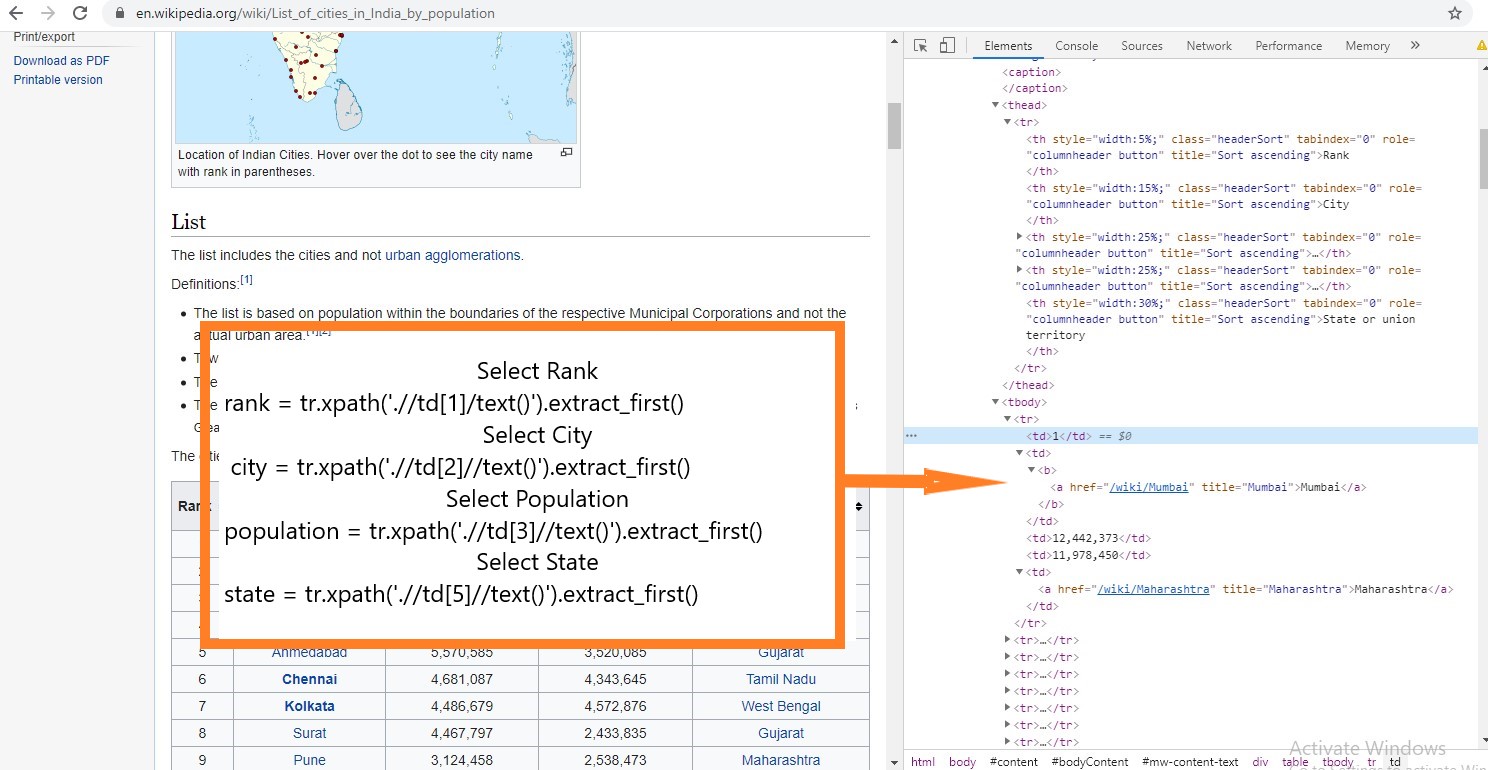 en.wikipedia.org/wiki/List_of_cities_in_India_by_population
Print/export
Download as PDF
Printable version
Location of Indian Cities. Hover over the dot to see the city name
with rank in parentheses.
List
The list includes the cities and not urban agglomerations.
Definitions:[1]
• The list is based on population within the boundaries of the respective Municipal Corporations and not the
actual urban area.[1][2]
The
Select Rank
rank = tr.xpath('.//td[1]/text()').extract_first()
Select City
city = tr.xpath('.//td[2]//text()').extract_first()
Select Population
population = tr.xpath('.//td[3]//text()').extract_first()
Select State
state = tr.xpath('.//td[5]//text()').extract_first()
Rank
5 Ahmedabad 5,570,585 3,520,085 Gujarat
6 Chennai 4,681,087 4,343,645 Tamil Nadu
7 Kolkata 4,486,679 4,572,876 West Bengal
8 Surat 4,467,797 2,433,835 Gujarat
9 Pune 3,124,458 2,538,473 Maharashtra
Elements Console Sources Network Performance Memory »
<caption>
</caption>
▼<thead>
▼<tr>
<th style="width:5%;" class="headerSort" tabindex="0" role=
"columnheader button" title="Sort ascending">Rank
</th>
<th style="width:15%;" class="headerSort" tabindex="0" role=
"columnheader button" title="Sort ascending">City
</th>
▶<th style="width:25%;" class="headerSort" tabindex="0" role=
"columnheader button" title="Sort ascending">…</th>
▶<th style="width:25%;" class="headerSort" tabindex="0" role=
"columnheader button" title="Sort ascending">…</th>
<th style="width:30%;" class="headerSort" tabindex="0" role=
"columnheader button" title="Sort ascending">State or union
territory
</th>
</tr>
</thead>
▼<tbody>
▼<tr>
… <td>1</td> == $0
▼<td>
▼<b>
<a href="/wiki/Mumbai" title="Mumbai">Mumbai</a>
</b>
</td>
<td>12,442,373</td>
<td>11,978,450</td>
▼<td>
<a href="/wiki/Maharashtra" title="Maharashtra">Maharashtra</a>
</td>
</tr>
▶<tr>…</tr>
▶<tr>…</tr>
▶<tr>…</tr>
▶<tr>…</tr>
▶<tr>…</tr>
▶<tr>…</tr>
▶<tr>…</tr>
Activate Windows
html body #content #bodyContent #mw-content-text div table tbody tr td